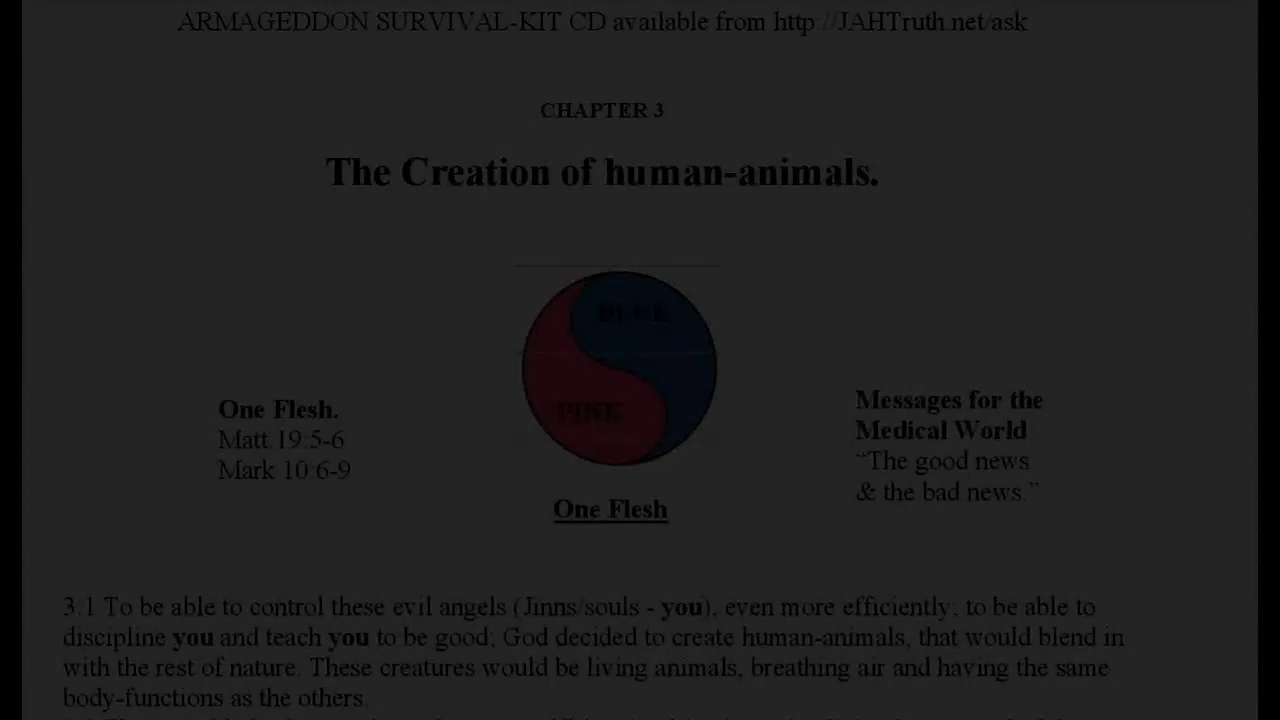 ARMAGEDDON SURVIVAL-KIT CD available from http://JAHTruth.net/ask
CHAPTER 3
The Creation of human-animals.
BLUE
PINK
One Flesh.
Matt 19:5-6
Mark 10:6-9
Messages for the
Medical World
“The good news
& the bad news.”
One Flesh
3.1 To be able to control these evil angels (Jinns/souls - you), even more efficiently; to be able to
discipline you and teach you to be good; God decided to create human-animals, that would blend in
with the rest of nature. These creatures would be living animals, breathing air and having the same
body-functions as the others.